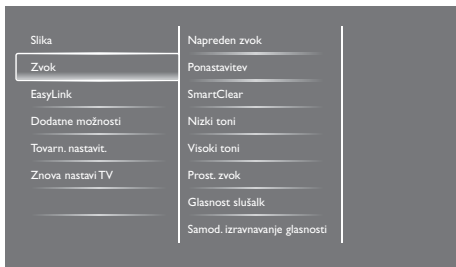 Slika
Zvok
EasyLink
Dodatne možnosti
Tovarn. nastavit.
Znova nastavi TV
Napreden zvok
Ponastavitev
SmartClear
Nizki toni
Visoki toni
Prost. zvok
Glasnost slušalk
Samod. izravnavanje glasnosti